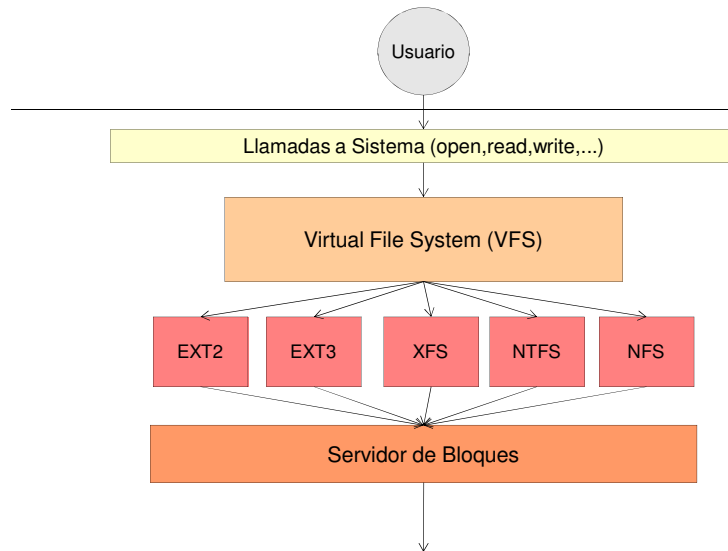 Usuario
Llamadas a Sistema (open,read,write,...)
Virtual File System (VFS)
EXT2
EXT3
XFS
NTFS
NFS
Servidor de Bloques